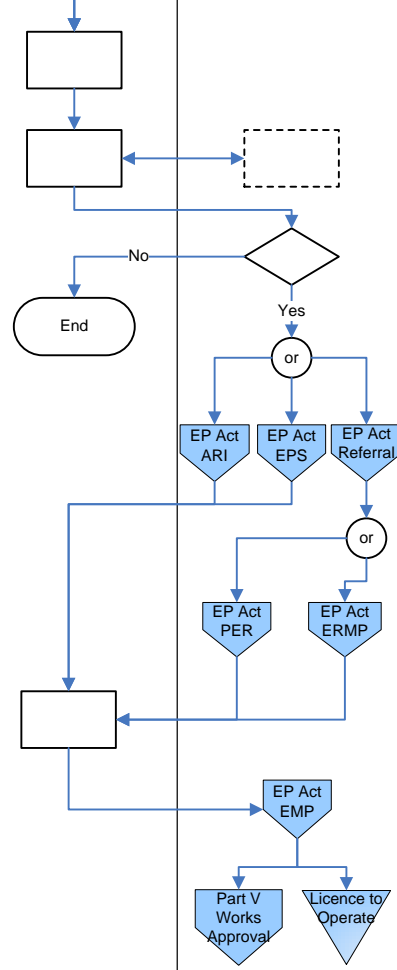 No
Yes
End
or
EP Act
ARI
EP Act
EPS
EP Act
Referral
or
EP Act
PER
EP Act
ERMP
EP Act
EMP
Part V
Works
Approval
Licence to
Operate